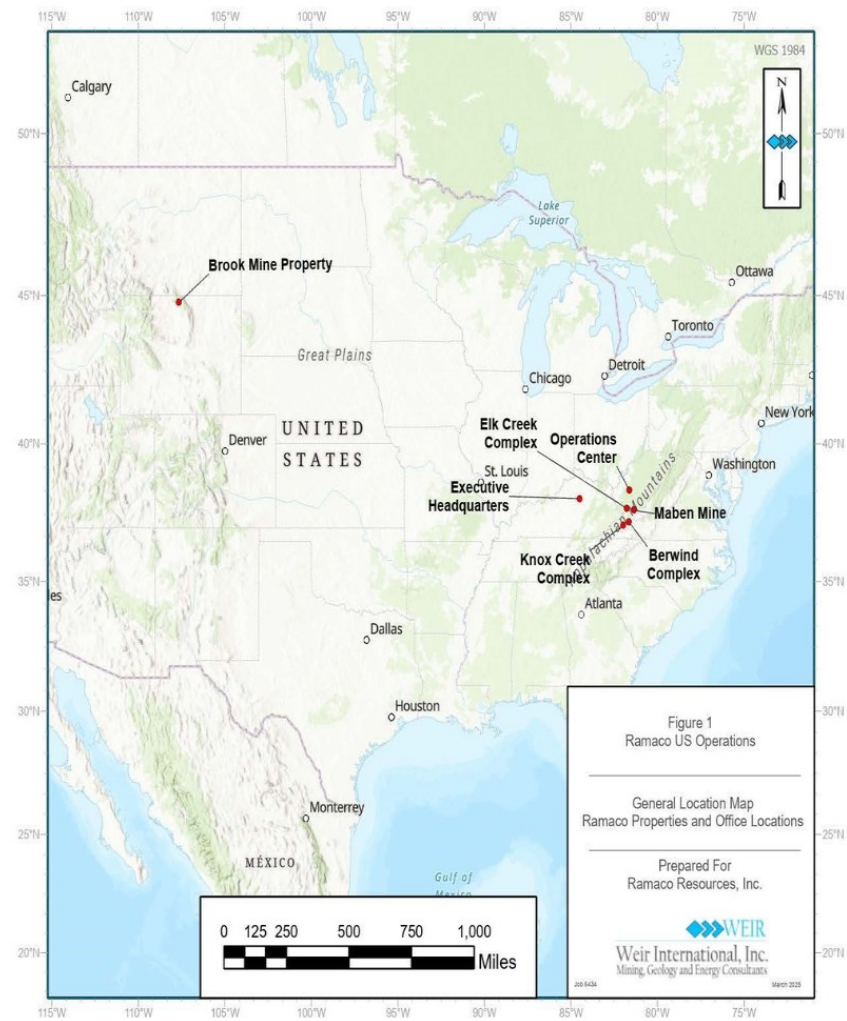 115°W 110°W 105°W 100°W 95°W 90°W 85°W 80°W 75°W
WGS 1984
N
Calgary
50°N 50°N
Lake
Superior
Ottawa
Brook Mine Property
45°N 45°N
Toronto
Great Plains
Detroit
Chicago
New York
Elk Creek
Complex
Operations
Center
40°N 40°N
Denver
UNITED
STATES
St. Louis
Washington
Executive
Headquarters
Appalachian Mountains
Maben Mine
Knox Creek
Complex
Berwind
Complex
35°N 35°N
es
Atlanta
Dallas
30°N 30°N
Houston
Figure 1
Ramaco US Operations
General Location Map
Ramaco Properties and Office Locations
Monterrey
25°N 25°N
MÉXICO
Prepared For
Ramaco Resources, Inc.
Gulf of
Mexico
0 125 250 500 750 1,000
Miles
WEIR
Weir International, Inc.
Mining, Geology and Energy Consultants
20°N 20°N
Job 6434 March 2025
115°W 110°W 105°W 100°W 95°W 90°W 85°W 80°W 75°W